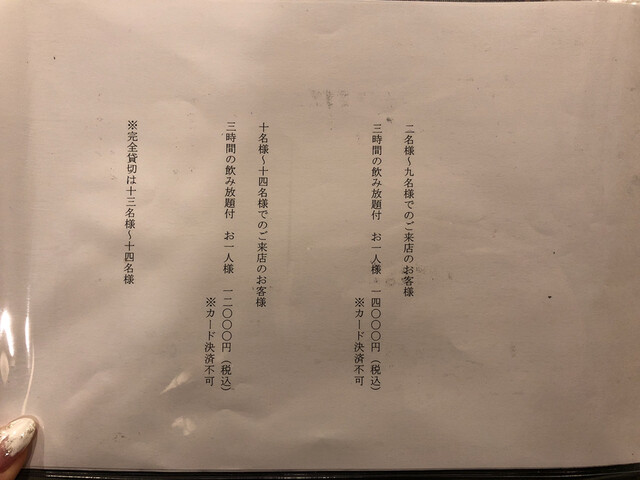 二名様～九名様でのご来店のお客様
三時間の飲み放題付　お一人様　一四〇〇〇円（税込）
※カード決済不可
十名様～十四名様でのご来店のお客様
三時間の飲み放題付　お一人様　一二〇〇〇円（税込）
※カード決済不可
※完全貸切は十三名様～十四名様